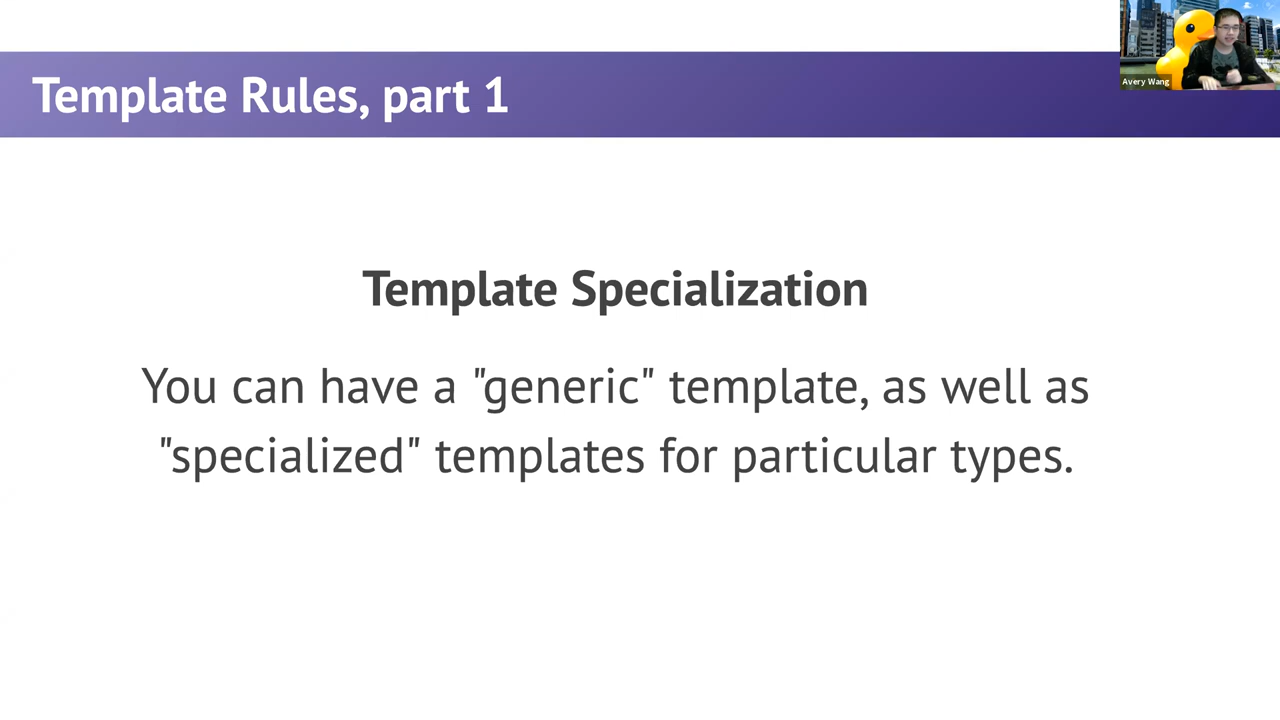 Template Rules, part 1
Avery Wang
Template Specialization
You can have a "generic" template, as well as
"specialized" templates for particular types.